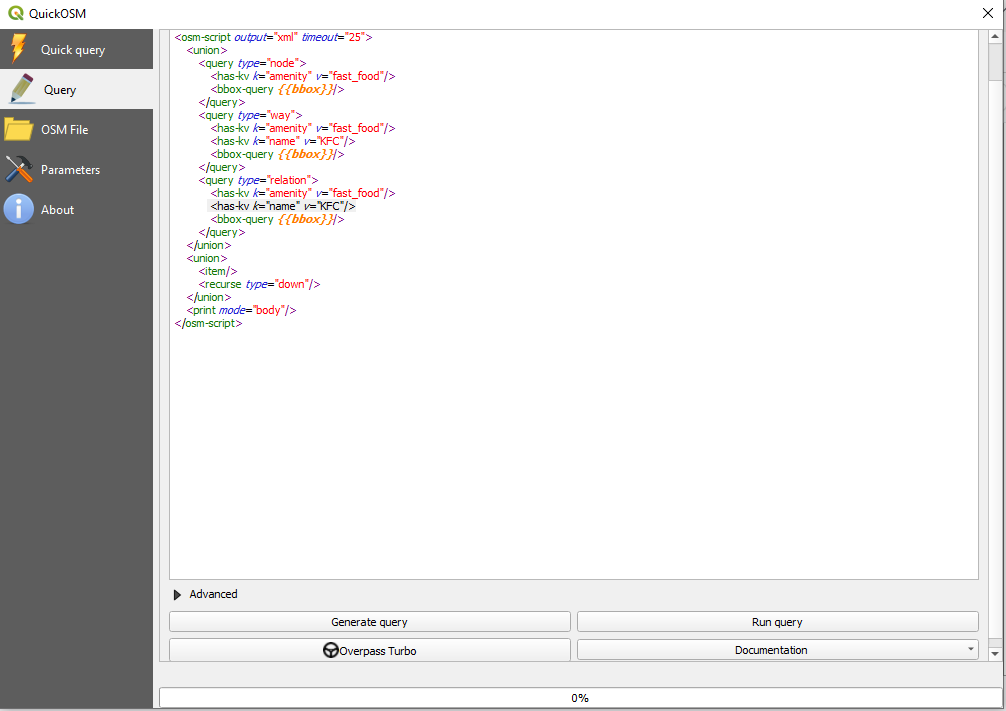 QuickOSM
Quick query
Query
OSM File
Parameters
About
<osm-script output="xml" timeout="25">
<union>
<query type="node">
<has-kv k="amenity" v="fast_food"/>
<bbox-query {{bbox}}/>
</query>
<query type="way">
<has-kv k="amenity" v="fast_food"/>
<has-kv k="name" v="KFC"/>
<bbox-query {{bbox}}/>
</query>
<query type="relation">
<has-kv k="amenity" v="fast_food"/>
<has-kv k="name" v="KFC"/>
<bbox-query {{bbox}}/>
</query>
</union>
<union>
<item/>
<recurse type="down"/>
</union>
<print mode="body"/>
</osm-script>
Advanced
Generate query
Run query
Overpass Turbo
Documentation
0%